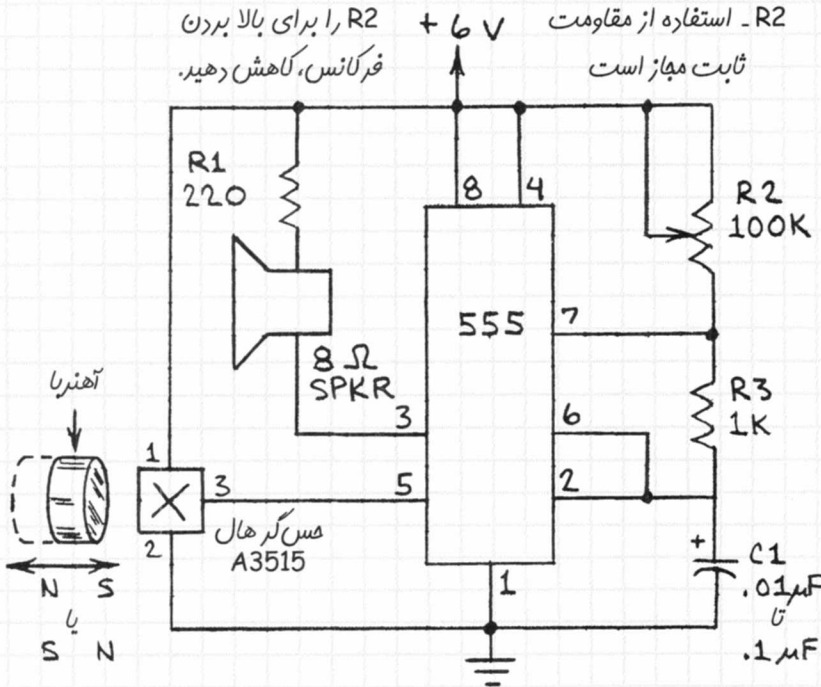 R2 را برای بالا بردن
فرکانس، کاهش دهید.
+6 V
R2 - استفاده از مقاومت
ثابت مجاز است
R1
220
8
4
R2
100K
555
7
8 Ω
SPKR
3
6
R3
1K
آهنربا
1
3
5
2
حس‌گر هال
A3515
2
1
+
C1
.01µF
تا
.1µF
N S
یا
S N